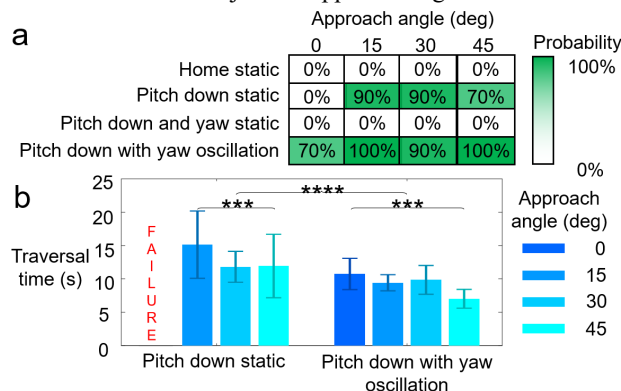 a
Approach angle (deg)
0 15 30 45
Home static 0% 0% 0% 0%
Pitch down static 0% 90% 90% 70%
Pitch down and yaw static 0% 0% 0% 0%
Pitch down with yaw oscillation 70% 100% 90% 100%
Probability
100%
0%
b
25
20
15
10
5
0
Traversal
time (s)
FAILURE
***
****
***
Pitch down static
Pitch down with yaw
oscillation
Approach
angle (deg)
0
15
30
45